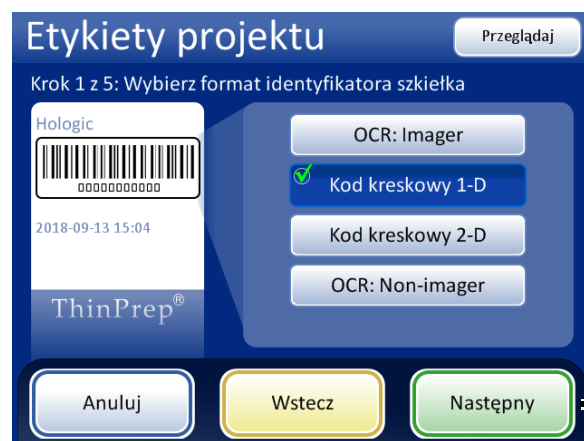 Etykiety projektu
Przeglądaj
Krok 1 z 5: Wybierz format identyfikatora szkiełka
Hologic
00000000000
2018-09-13 15:04
ThinPrep®
OCR: Imager
Kod kreskowy 1-D
Kod kreskowy 2-D
OCR: Non-imager
Anuluj
Wstecz
Następny